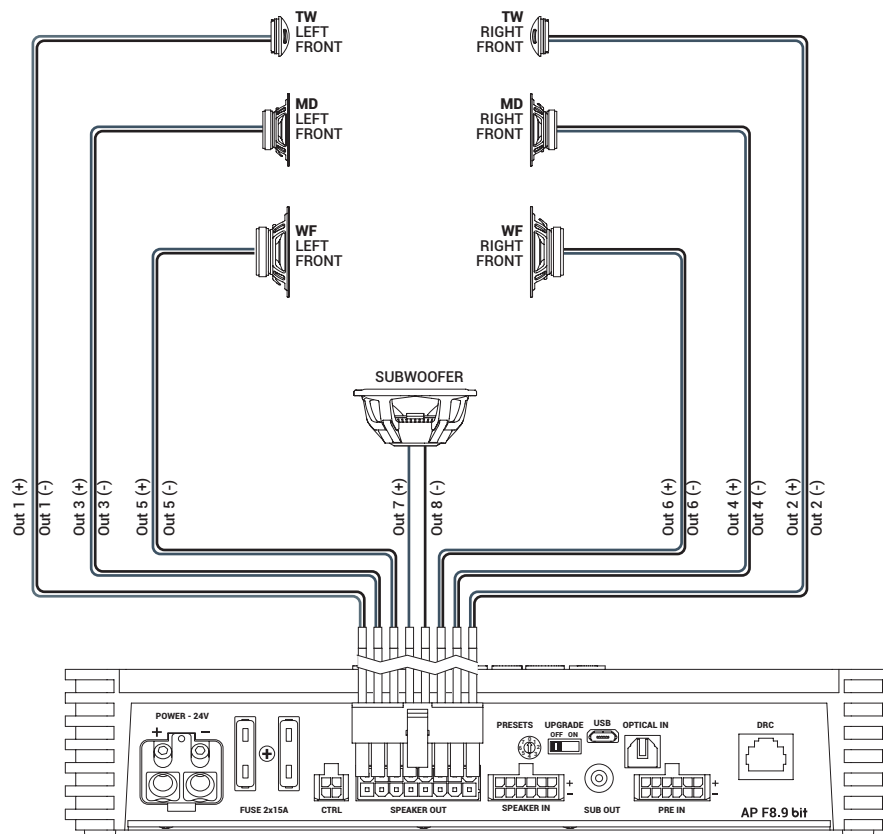 TW
LEFT
FRONT
TW
RIGHT
FRONT
MD
LEFT
FRONT
MD
RIGHT
FRONT
WF
LEFT
FRONT
WF
RIGHT
FRONT
SUBWOOFER
Out 1 (+)
Out 1 (-)
Out 3 (+)
Out 3 (-)
Out 5 (+)
Out 5 (-)
Out 7 (+)
Out 8 (-)
Out 6 (+)
Out 6 (-)
Out 4 (+)
Out 4 (-)
Out 2 (+)
Out 2 (-)
POWER - 24V
+ -
FUSE 2x15A
CTRL
SPEAKER OUT
PRESETS
UPGRADE
OFF ON
USB
OPTICAL IN
DRC
SPEAKER IN
+
-
SUB OUT
PRE IN
+
-
AP F8.9 bit